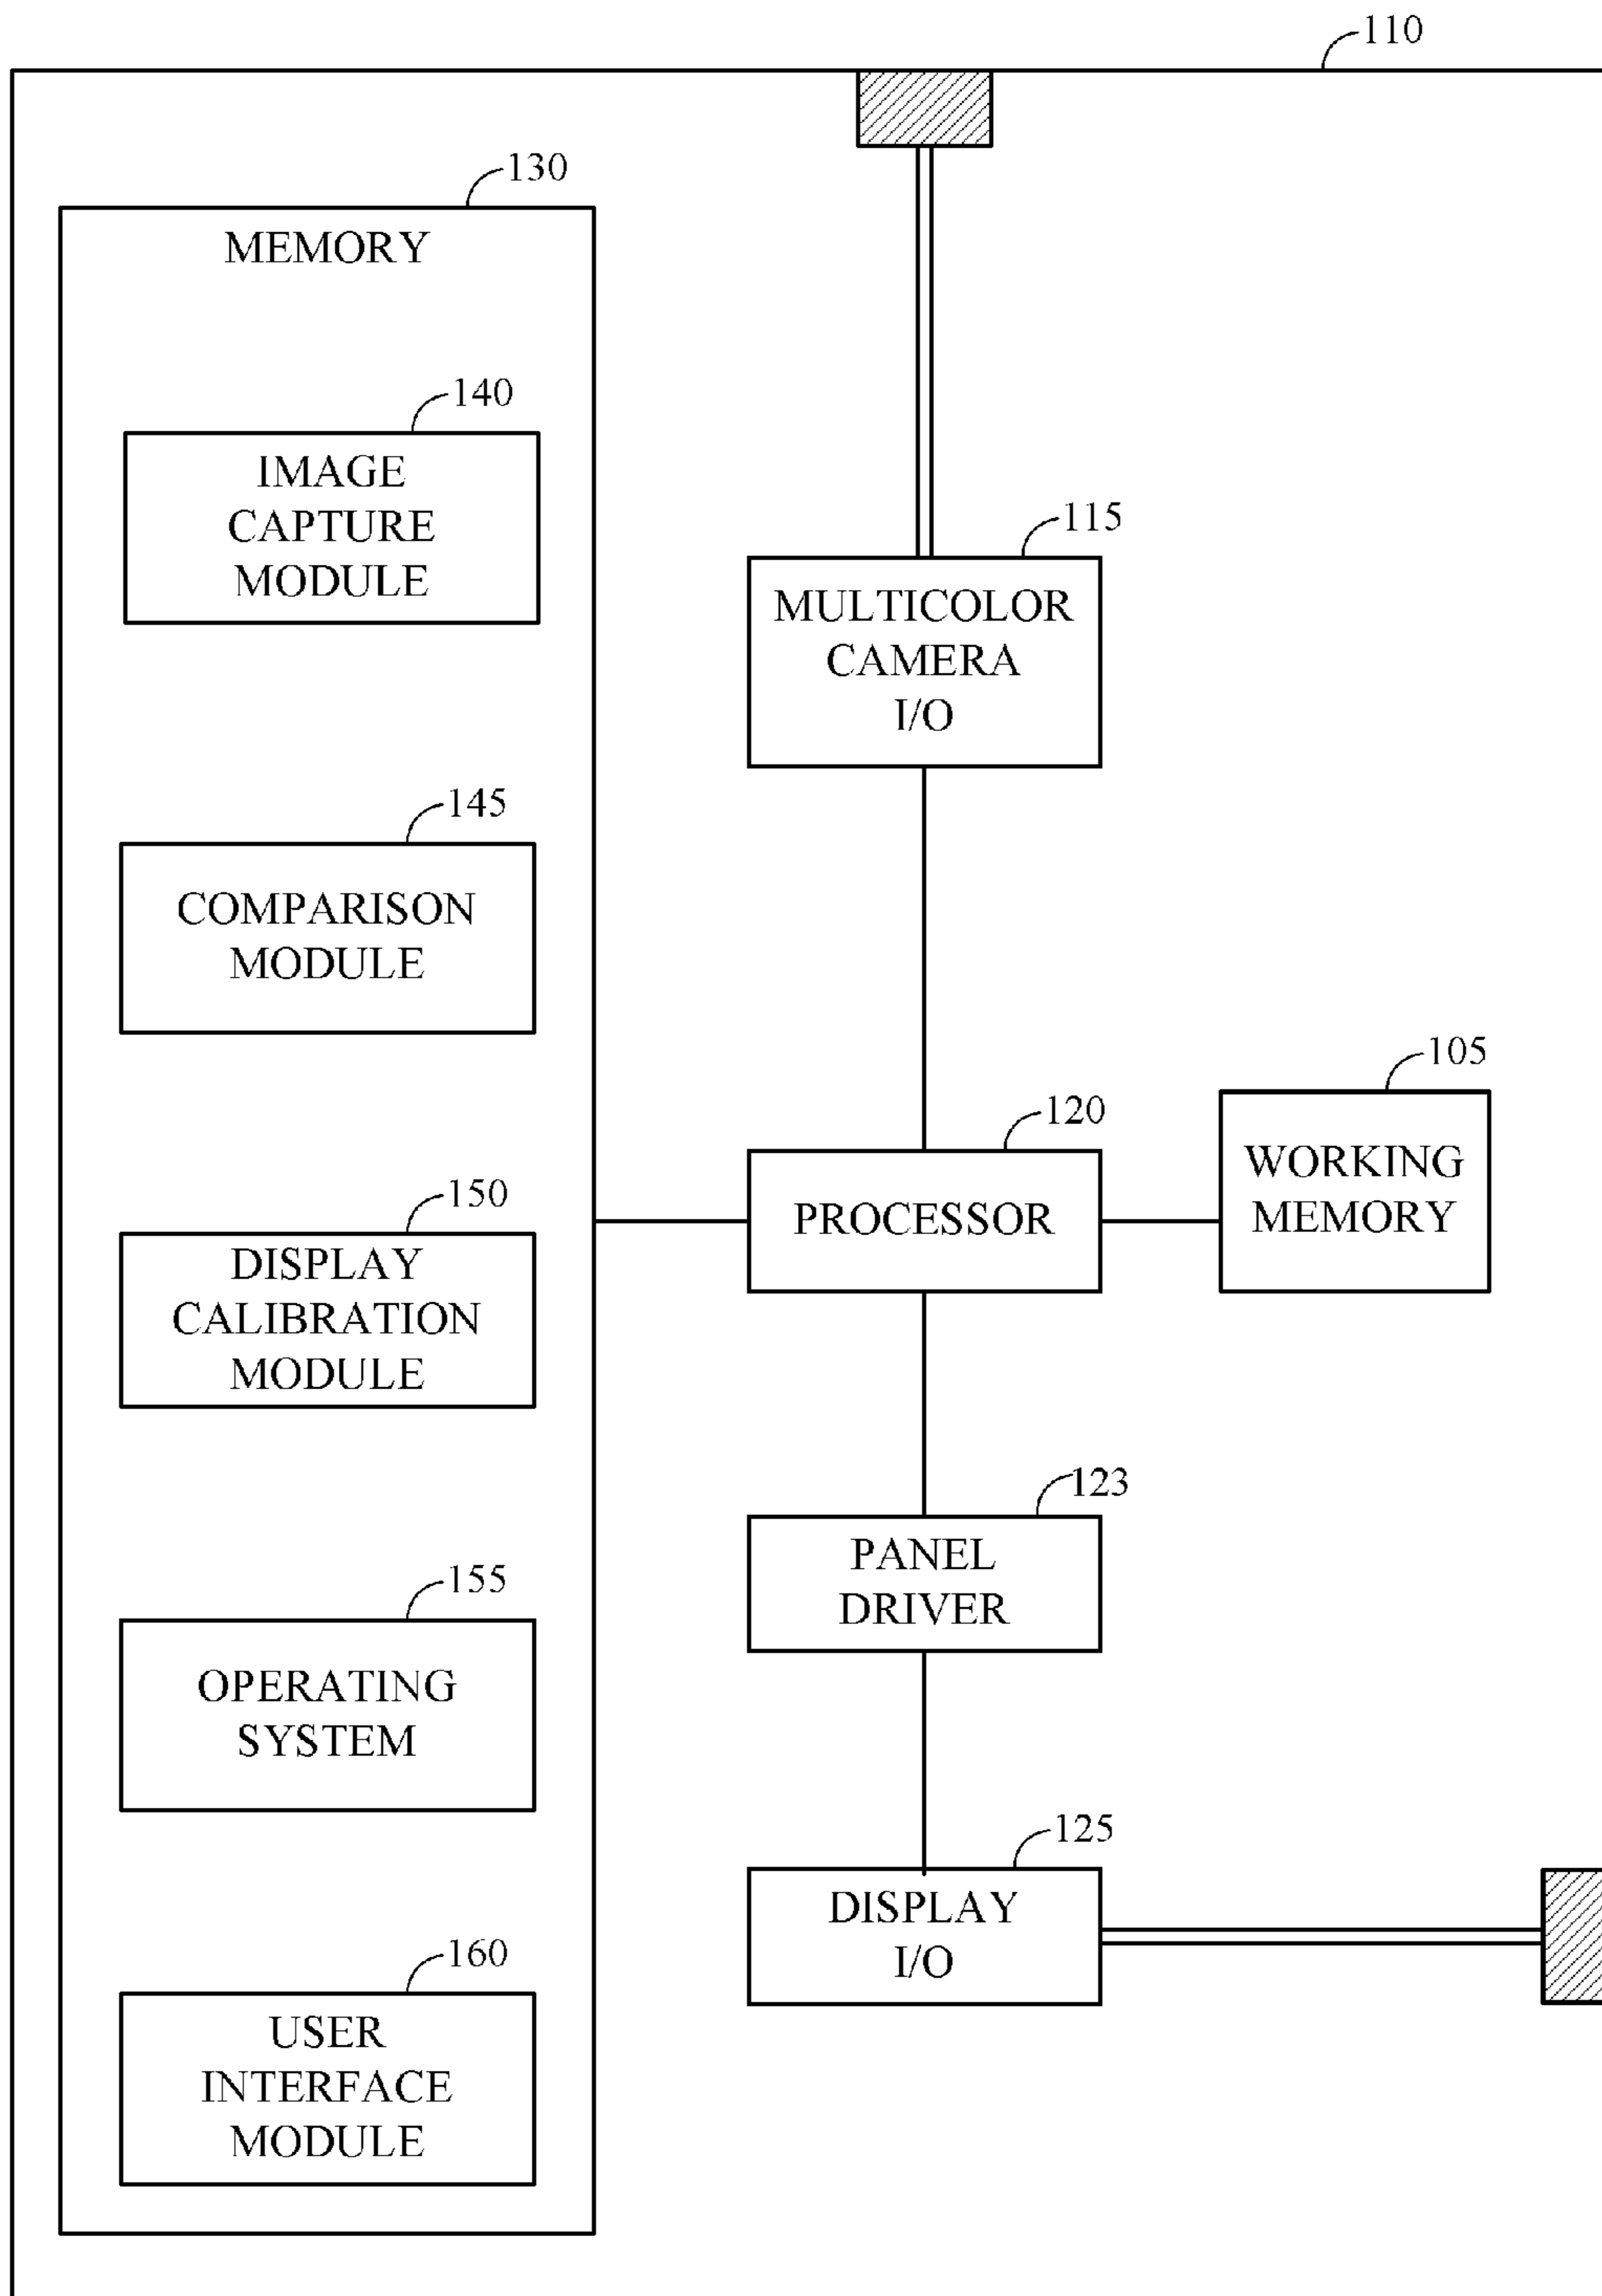 110
130
MEMORY
140
IMAGE
CAPTURE
MODULE
115
MULTICOLOR
CAMERA
I/O
145
COMPARISON
MODULE
105
WORKING
MEMORY
120
PROCESSOR
150
DISPLAY
CALIBRATION
MODULE
123
PANEL
DRIVER
155
OPERATING
SYSTEM
125
DISPLAY
I/O
160
USER
INTERFACE
MODULE